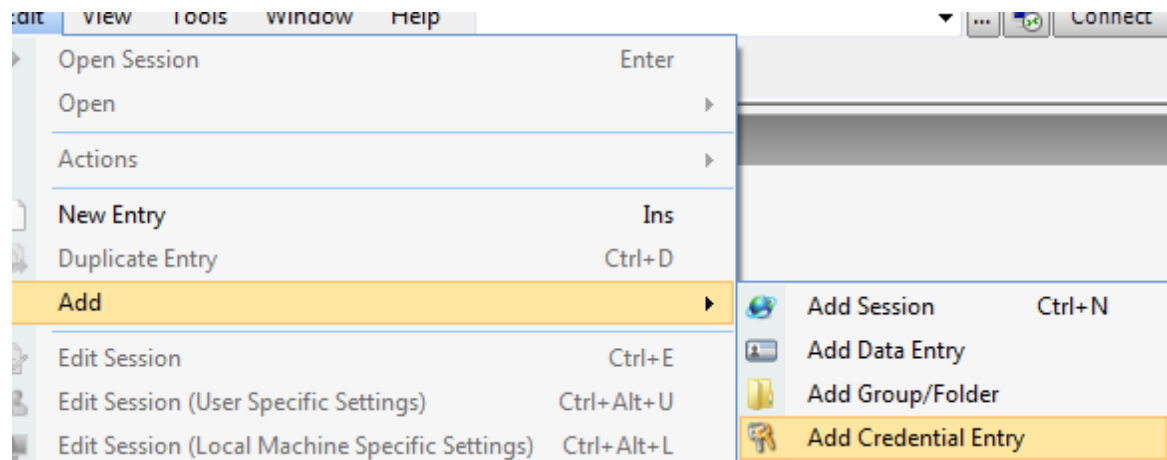 Edit View Tools Window Help ... Connect
Open Session Enter
Open
Actions
New Entry Ins
Duplicate Entry Ctrl+D
Add
Add Session Ctrl+N
Edit Session Ctrl+E
Add Data Entry
Edit Session (User Specific Settings) Ctrl+Alt+U
Add Group/Folder
Edit Session (Local Machine Specific Settings) Ctrl+Alt+L
Add Credential Entry